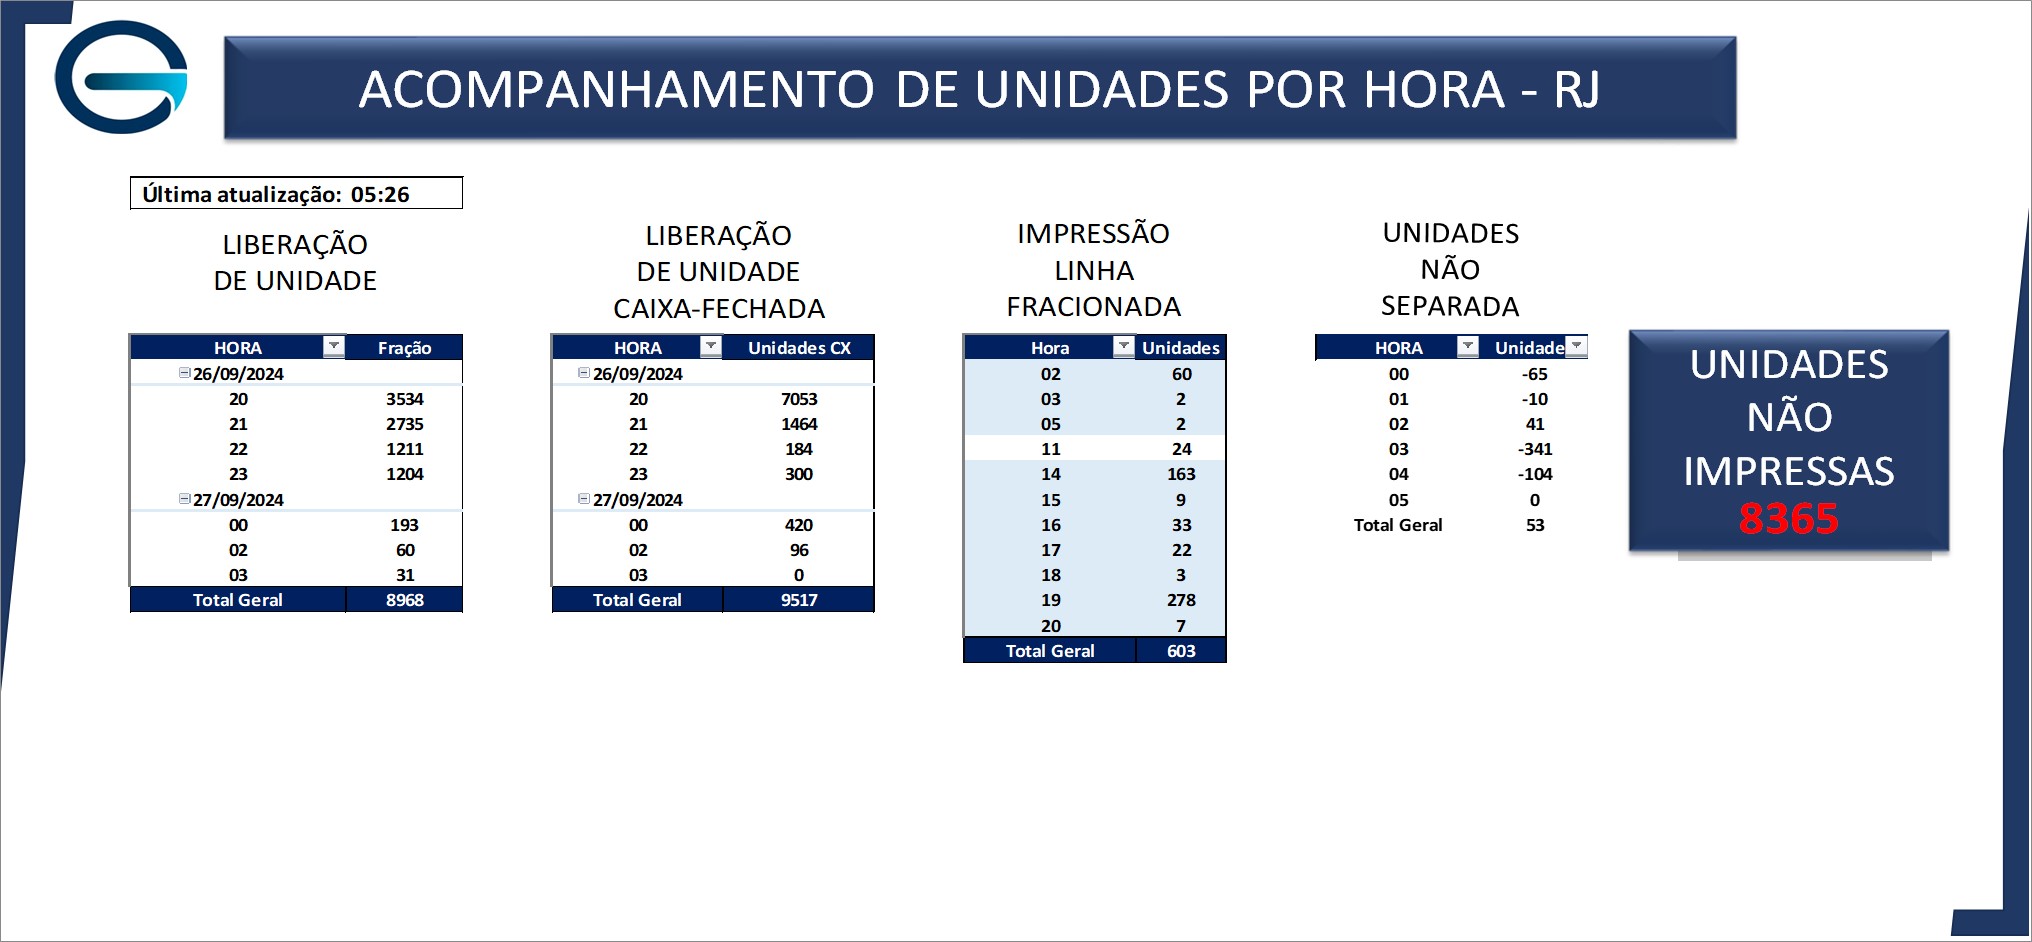 ACOMPANHAMENTO DE UNIDADES POR HORA - RJ
Última atualização: 05:26
LIBERAÇÃO
DE UNIDADE
HORA Fração
26/09/2024
20 3534
21 2735
22 1211
23 1204
27/09/2024
00 193
02 60
03 31
Total Geral 8968
LIBERAÇÃO
DE UNIDADE
CAIXA-FECHADA
HORA Unidades CX
26/09/2024
20 7053
21 1464
22 184
23 300
27/09/2024
00 420
02 96
03 0
Total Geral 9517
IMPRESSÃO
LINHA
FRACIONADA
Hora Unidades
02 60
03 2
05 2
11 24
14 163
15 9
16 33
17 22
18 3
19 278
20 7
Total Geral 603
UNIDADES
NÃO
SEPARADA
HORA Unidade
00 -65
01 -10
02 41
03 -341
04 -104
05 0
Total Geral 53
UNIDADES
NÃO
IMPRESSAS
8365